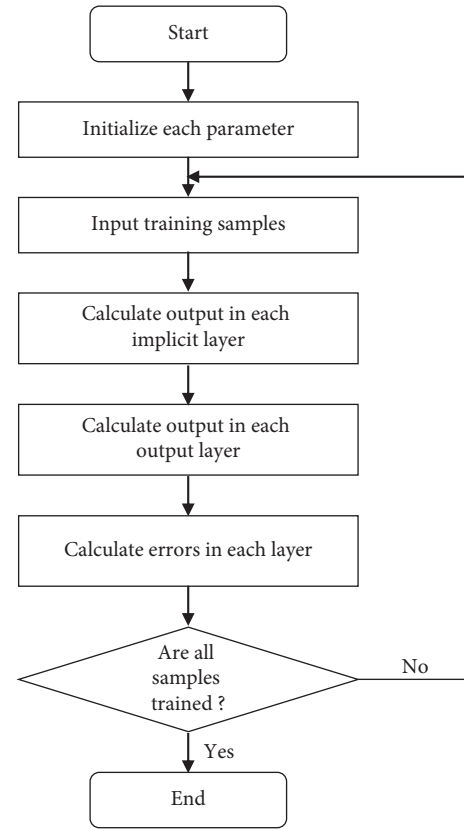 Start
Initialize each parameter
Input training samples
Calculate output in each
implicit layer
Calculate output in each
output layer
Calculate errors in each layer
Are all
samples
trained ?
No
Yes
End